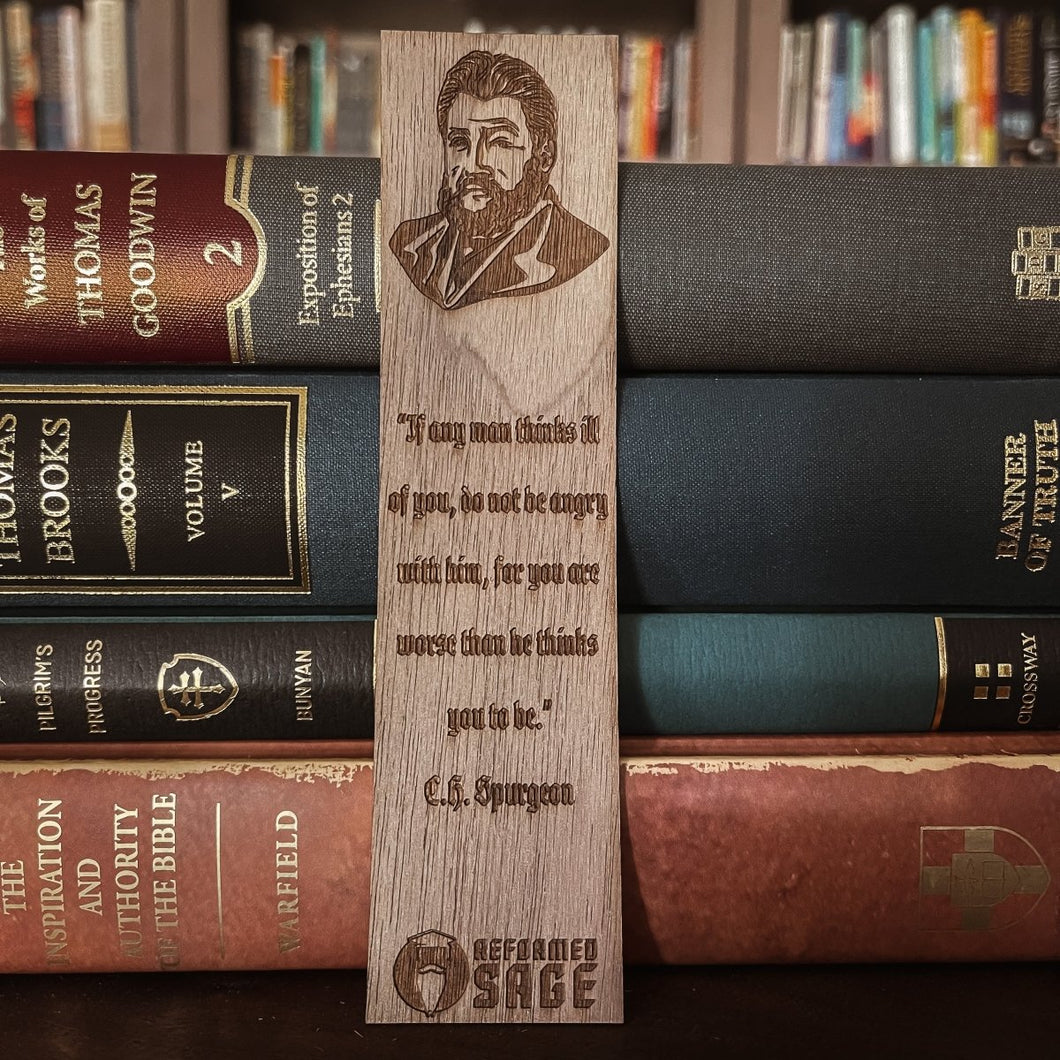 Works of
THOMAS
GOODWIN
2
Exposition of
Ephesians 2
THOMAS
BROOKS
VOLUME
V
BANNER
OF TRUTH
PILGRIM'S
PROGRESS
BUNYAN
CROSSWAY
THE
INSPIRATION
AND
AUTHORITY
OF THE BIBLE
WARFIELD
"If any man thinks ill
of you, do not be angry
with him, for you are
worse than he thinks
you to be."
C.H. Spurgeon
REFORMED
SAGE